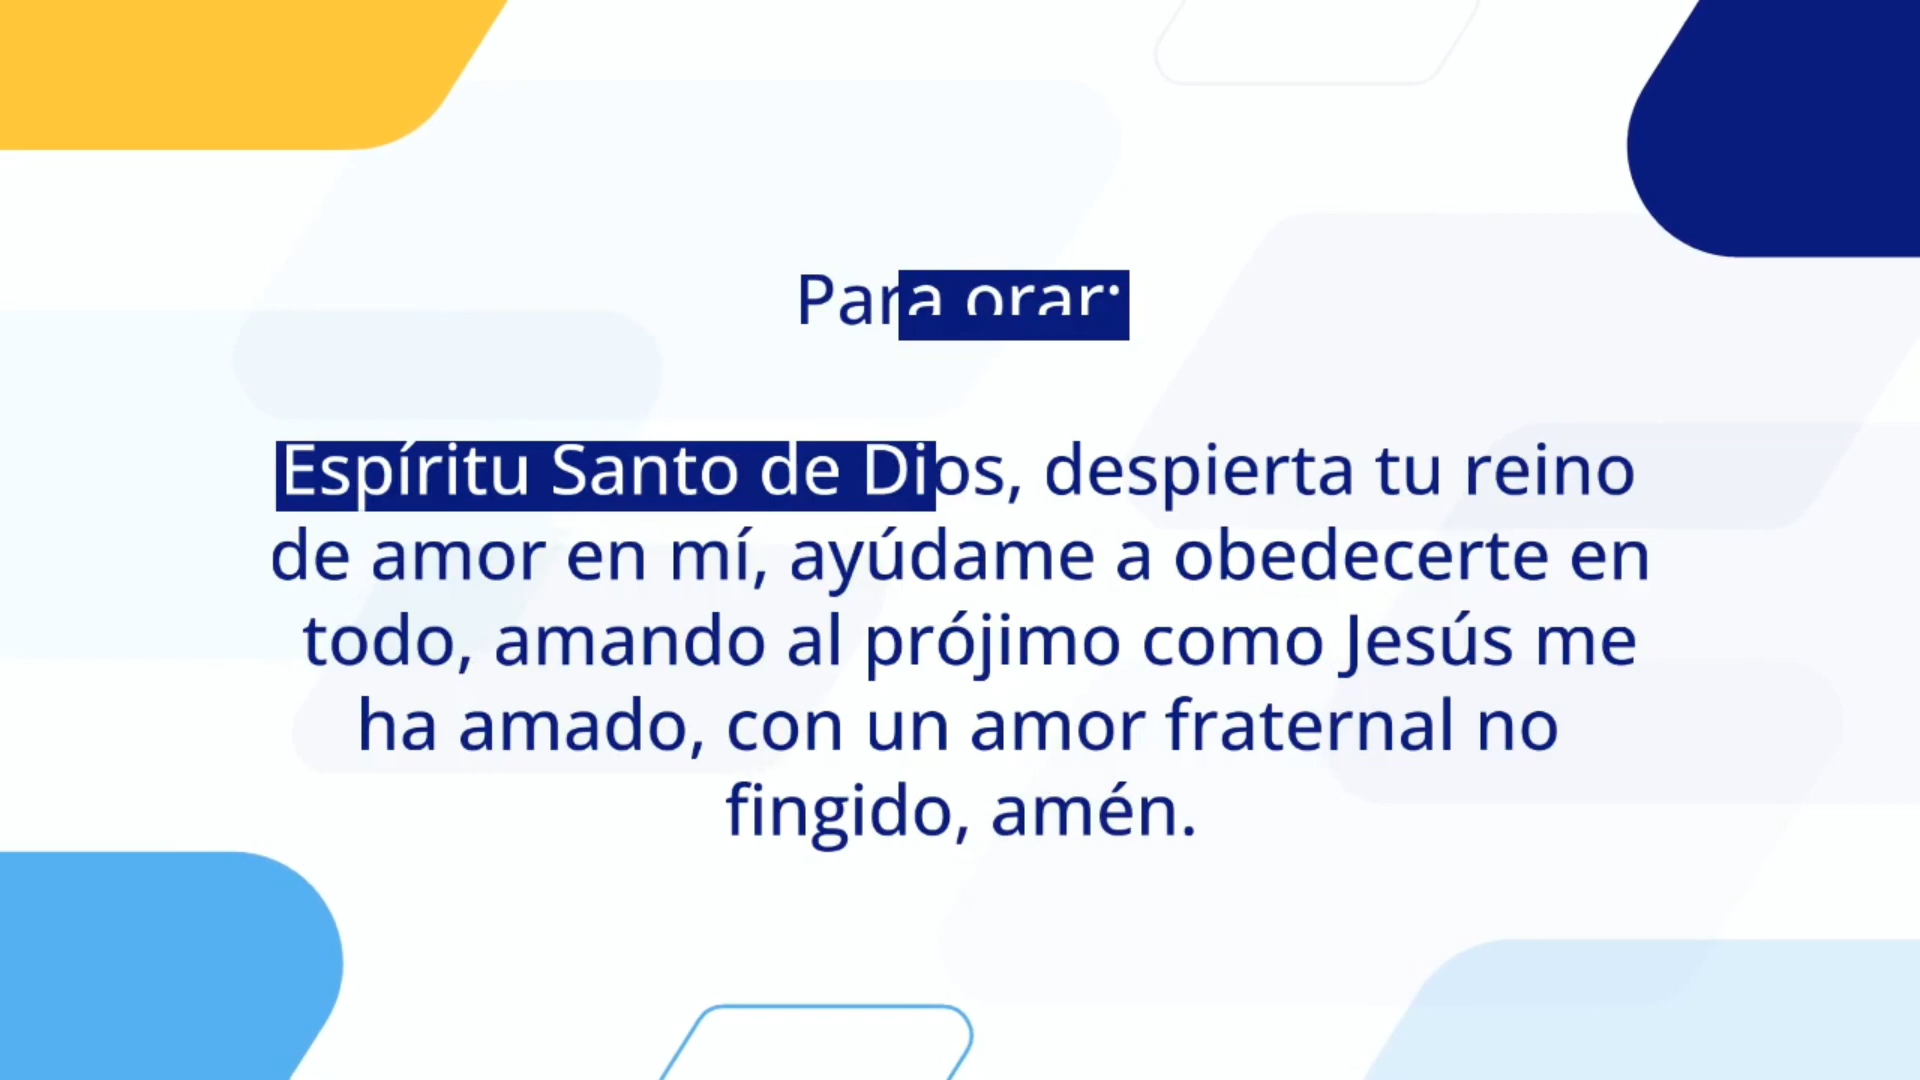 Para orar:
Espíritu Santo de Dios, despierta tu reino
de amor en mí, ayúdame a obedecerte en
todo, amando al prójimo como Jesús me
ha amado, con un amor fraternal no
fingido, amén.